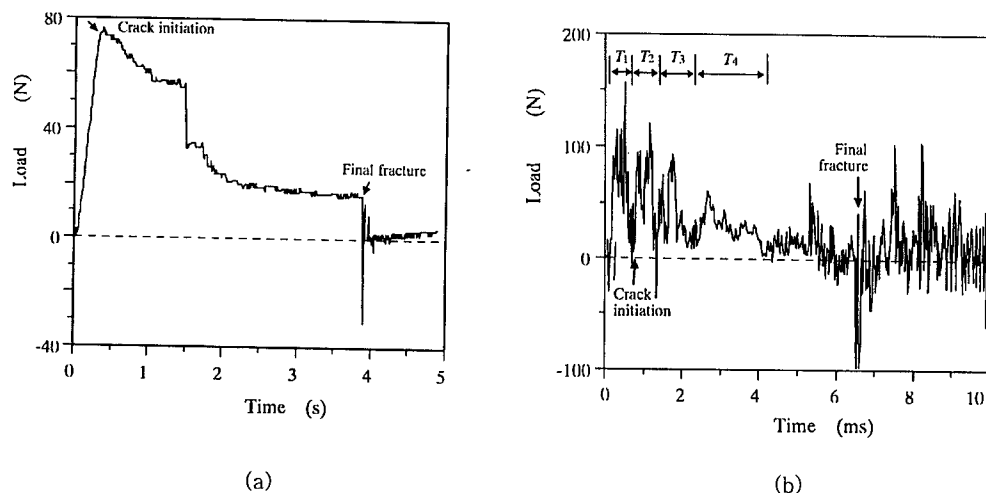 80
Crack initiation
40
Load (N)
Final fracture
0
-40
0 1 2 3 4 5
Time (s)
(a)
200
T1 T2 T3 T4
100
Load (N)
Final
fracture
0
Crack
initiation
-100
0 2 4 6 8 10
Time (ms)
(b)